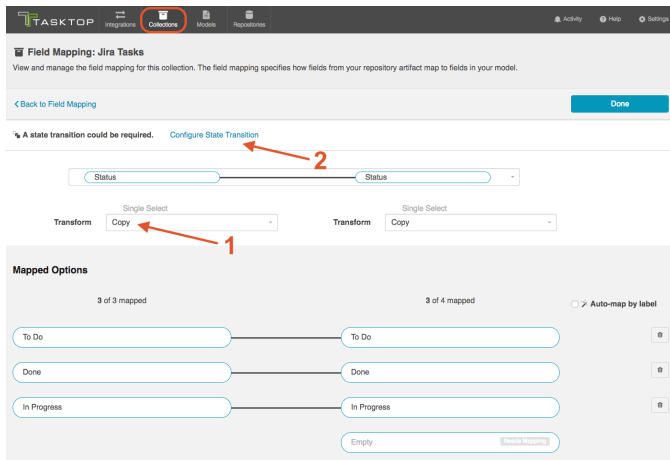 TASKTOP
Integrations Collections Models Repositories Activity Help Settings
Field Mapping: Jira Tasks
View and manage the field mapping for this collection. The field mapping specifies how fields from your repository artifact map to fields in your model.
Back to Field Mapping Done
A state transition could be required. Configure State Transition
2
Status Status
Single Select Single Select
Transform Copy Transform Copy
1
Mapped Options
3 of 3 mapped 3 of 4 mapped Auto-map by label
To Do To Do
Done Done
In Progress In Progress
Empty Needs Mapping